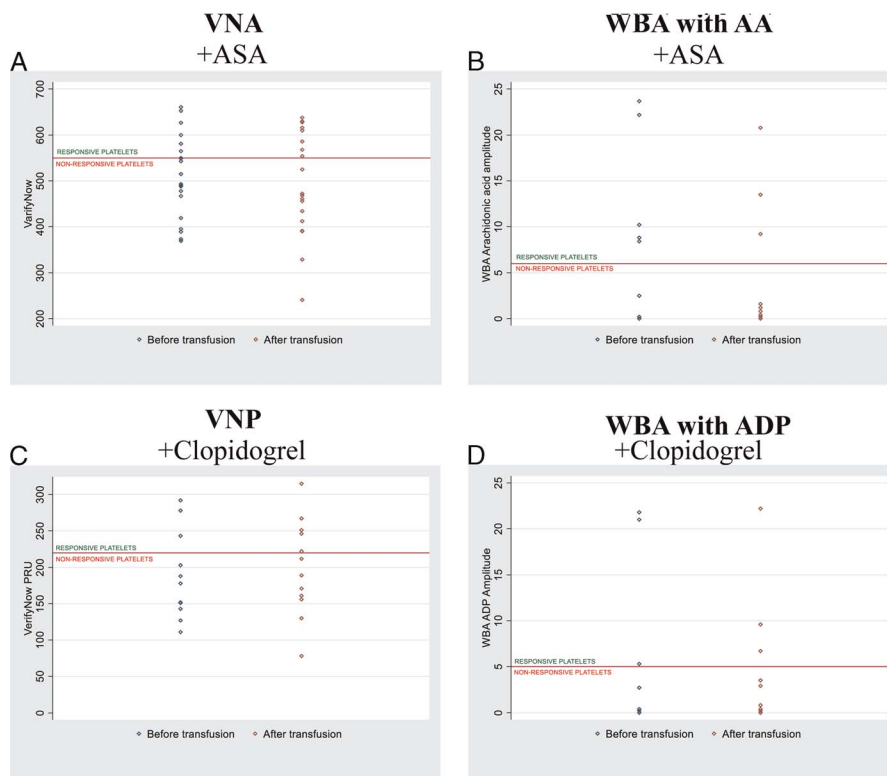 VNA
+ASA
A
700
600
500
400
300
200
VarifyNow
RESPONSIVE PLATELETS
NON-RESPONSIVE PLATELETS
Before transfusion After transfusion
WBA with AA
+ASA
B
25
20
15
10
5
0
WBA Arachidonic acid amplitude
RESPONSIVE PLATELETS
NON-RESPONSIVE PLATELETS
Before transfusion After transfusion
VNP
+Clopidogrel
C
300
250
200
150
100
50
0
VerifyNow PRU
RESPONSIVE PLATELETS
NON-RESPONSIVE PLATELETS
Before transfusion After transfusion
WBA with ADP
+Clopidogrel
D
25
20
15
10
5
0
WBA ADP Amplitude
RESPONSIVE PLATELETS
NON-RESPONSIVE PLATELETS
Before transfusion After transfusion